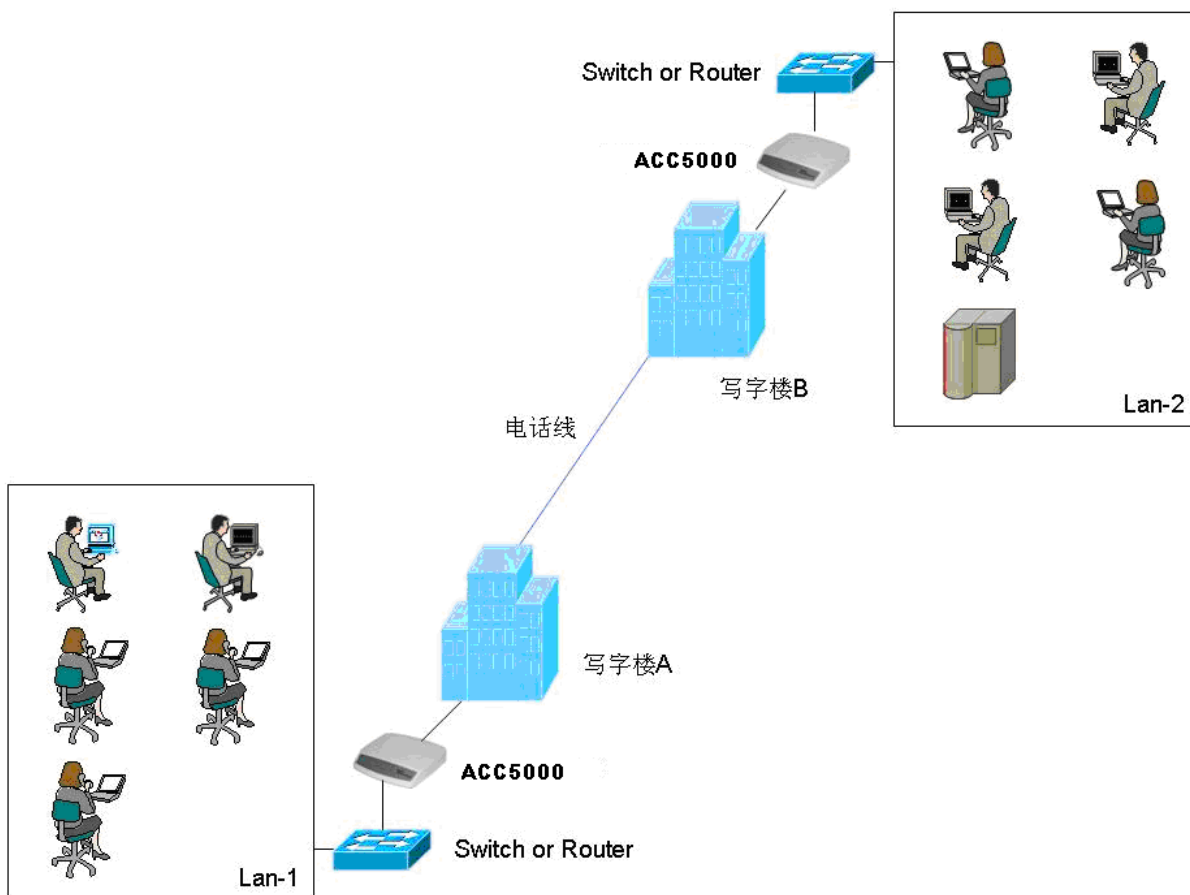 Switch or Router
ACC5000
写字楼B
Lan-2
电话线
写字楼A
ACC5000
Switch or Router
Lan-1